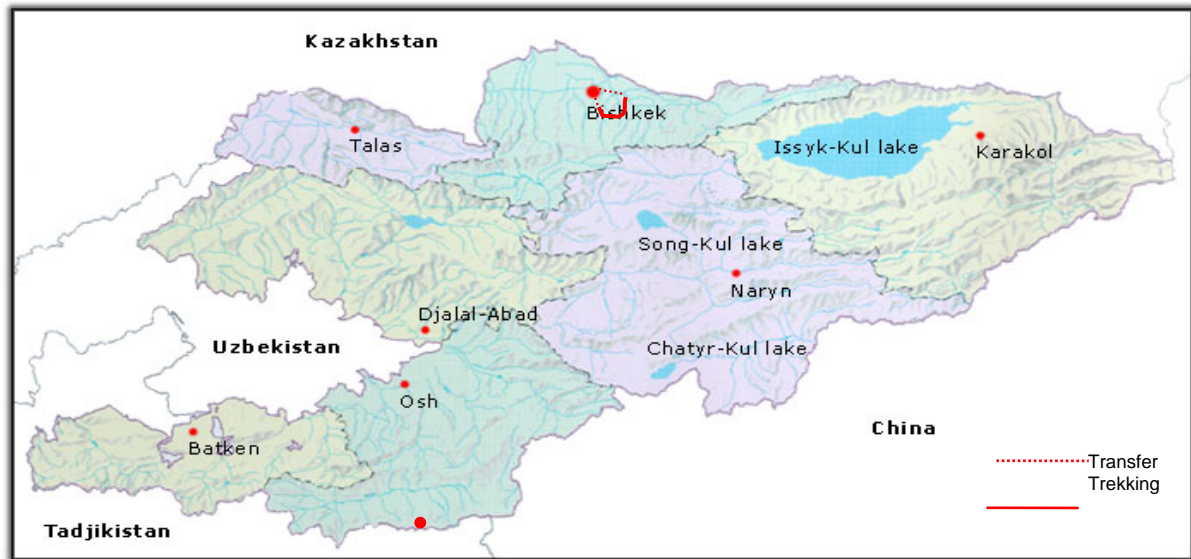 Kazakhstan
Bishkek
Talas
Issyk-Kul lake
Karakol
Song-Kul lake
Naryn
Djalal-Abad
Uzbekistan
Chatyr-Kul lake
Osh
China
Batken
Transfer
Trekking
Tadjikistan